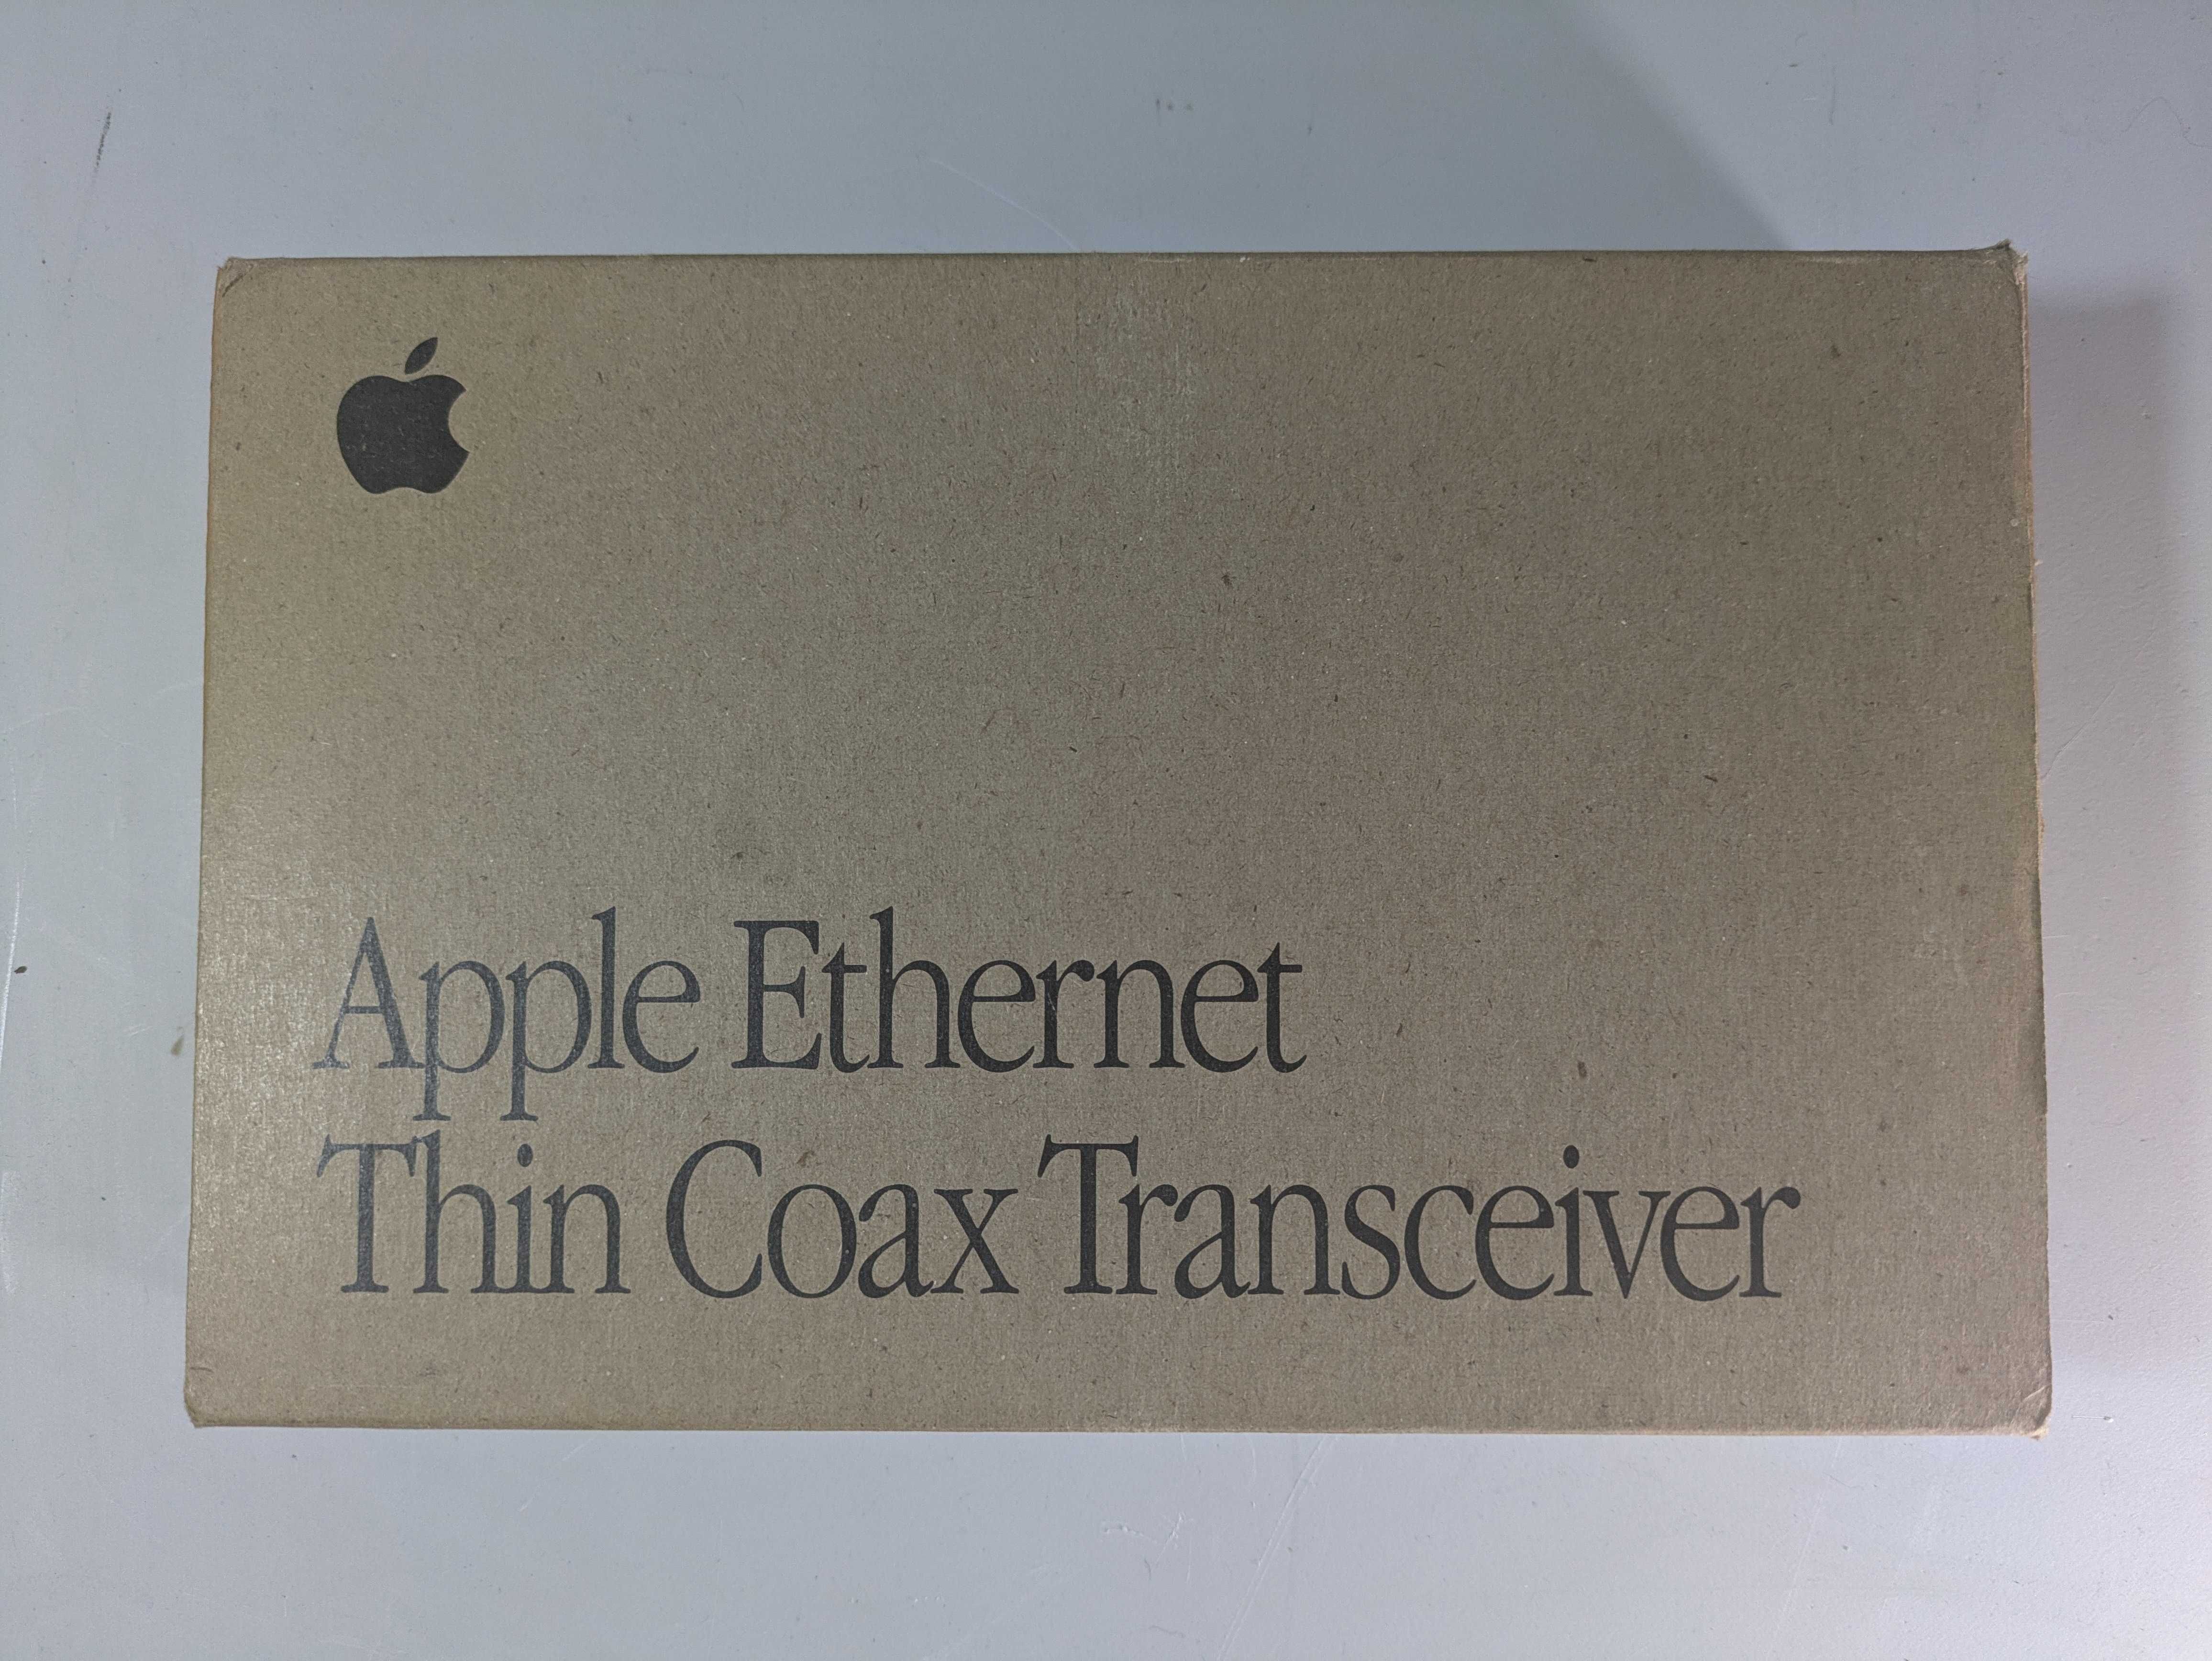 Apple Ethernet
Thin Coax Transceiver